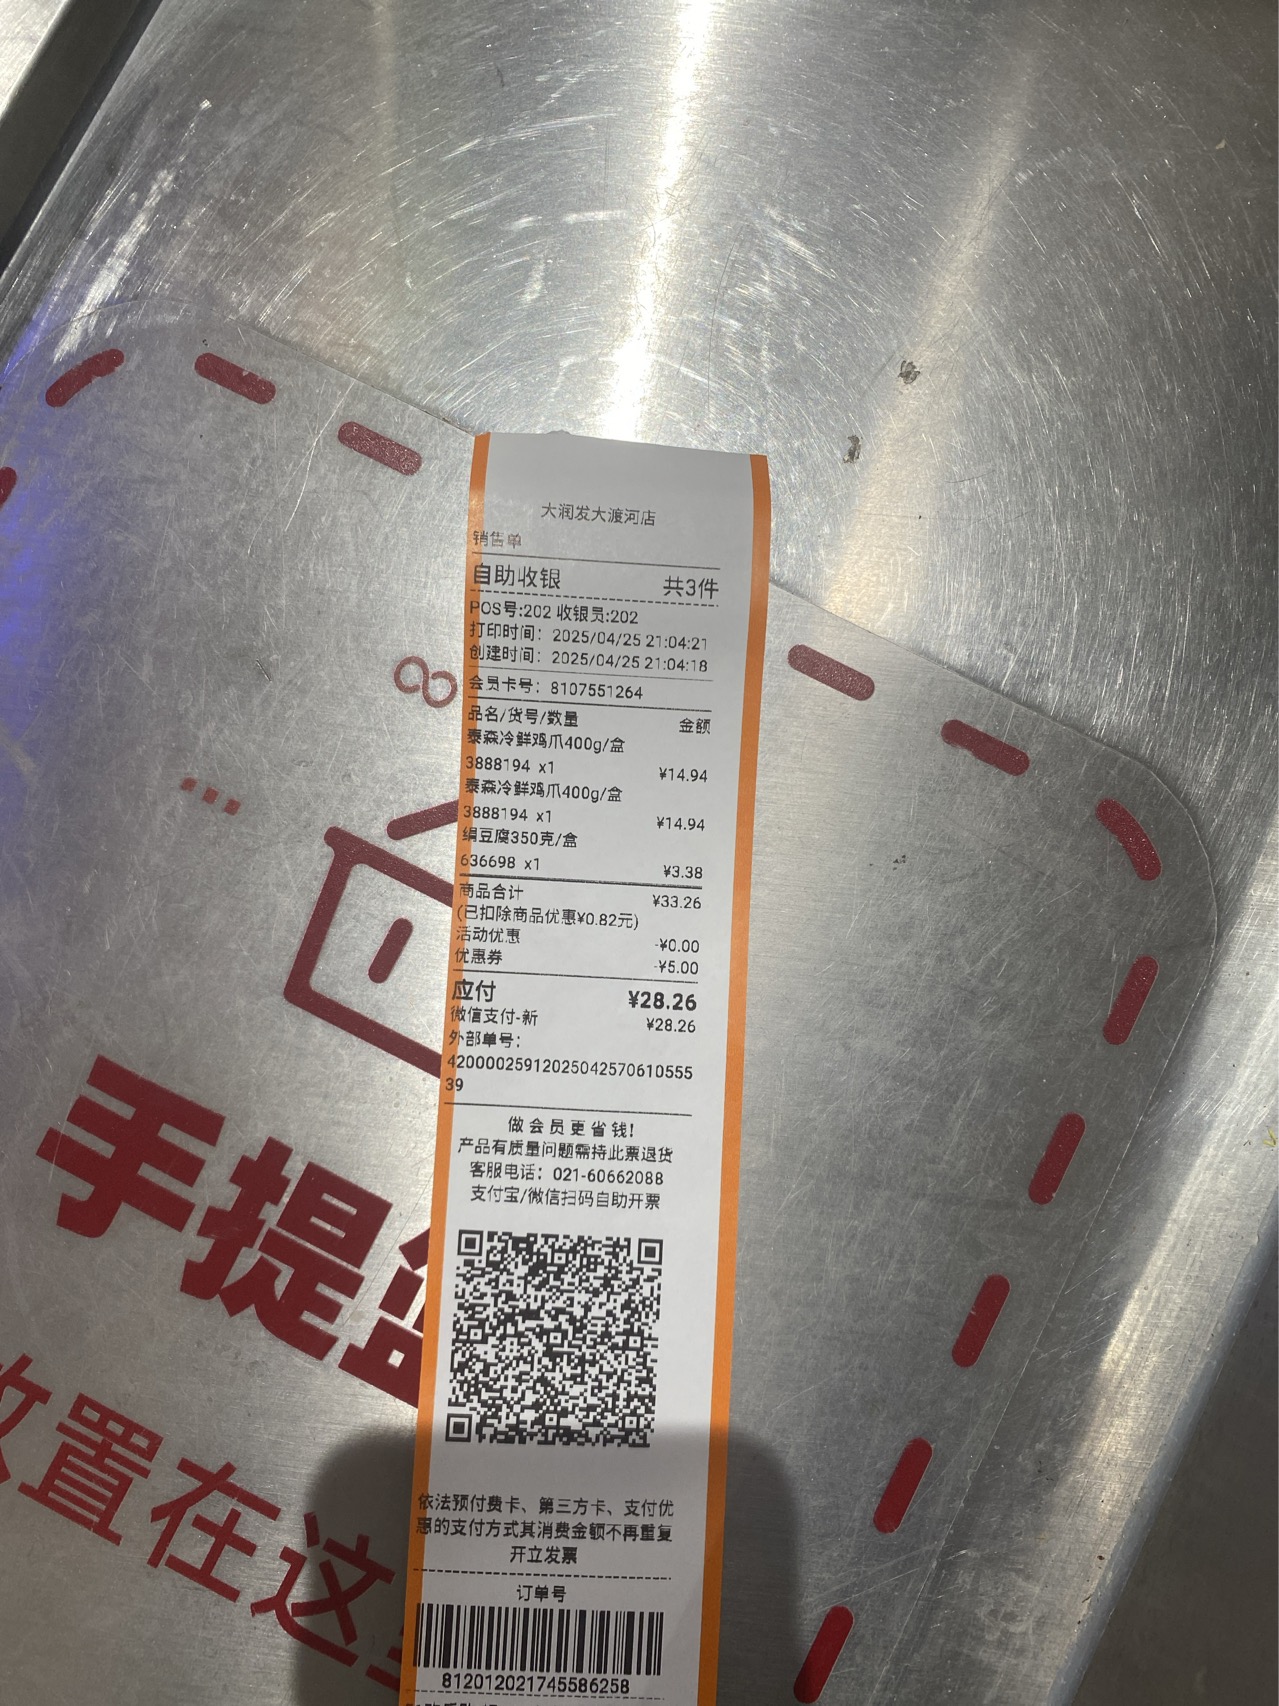 大润发大渡河店
销售单
自助收银 共3件
POS号:202 收银员:202
打印时间: 2025/04/25 21:04:21
创建时间: 2025/04/25 21:04:18
会员卡号: 8107551264
品名/货号/数量 金额
泰森冷鲜鸡爪400g/盒
3888194 x1 ¥14.94
泰森冷鲜鸡爪400g/盒
3888194 x1 ¥14.94
绢豆腐350克/盒
636698 x1 ¥3.38
商品合计 ¥33.26
(已扣除商品优惠¥0.82元)
活动优惠 -¥0.00
优惠券 -¥5.00
应付 ¥28.26
微信支付-新 ¥28.26
外部单号:
42000025912025042570610555
39
做会员更省钱!
产品有质量问题需持此票退货
客服电话: 021-60662088
支付宝/微信扫码自助开票
依法预付费卡、第三方卡、支付优
惠的支付方式其消费金额不再重复
开立发票
订单号
812012021745586258
手提
放置在这